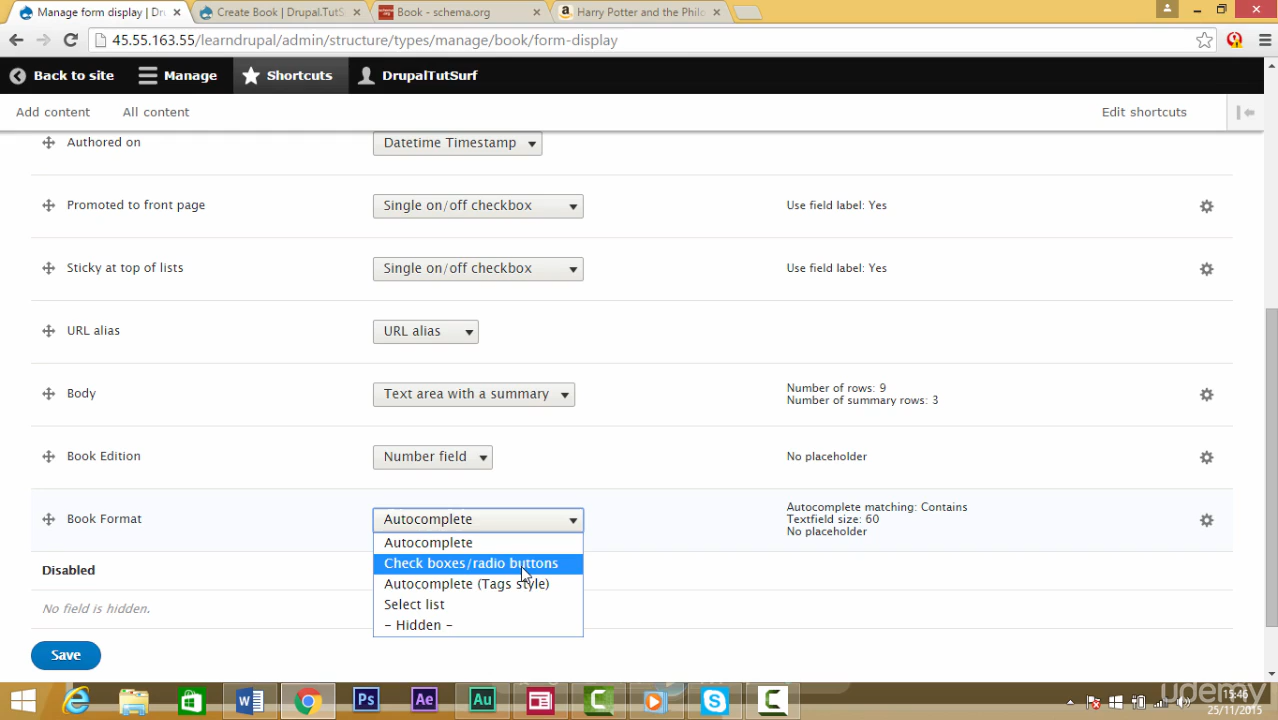 Manage form display | Dru
Create Book | Drupal.TutS
Book - schema.org
Harry Potter and the Philo
45.55.163.55/learndrupal/admin/structure/types/manage/book/form-display
Back to site
Manage
Shortcuts
DrupalTutSurf
Add content
All content
Edit shortcuts
Authored on
Datetime Timestamp
Promoted to front page
Single on/off checkbox
Use field label: Yes
Sticky at top of lists
Single on/off checkbox
Use field label: Yes
URL alias
URL alias
Body
Text area with a summary
Number of rows: 9
Number of summary rows: 3
Book Edition
Number field
No placeholder
Book Format
Autocomplete
Autocomplete matching: Contains
Textfield size: 60
No placeholder
Autocomplete
Check boxes/radio buttons
Autocomplete (Tags style)
Select list
- Hidden -
Disabled
No field is hidden.
Save
Ps
Ae
Au
15:46
25/11/2015
udemy